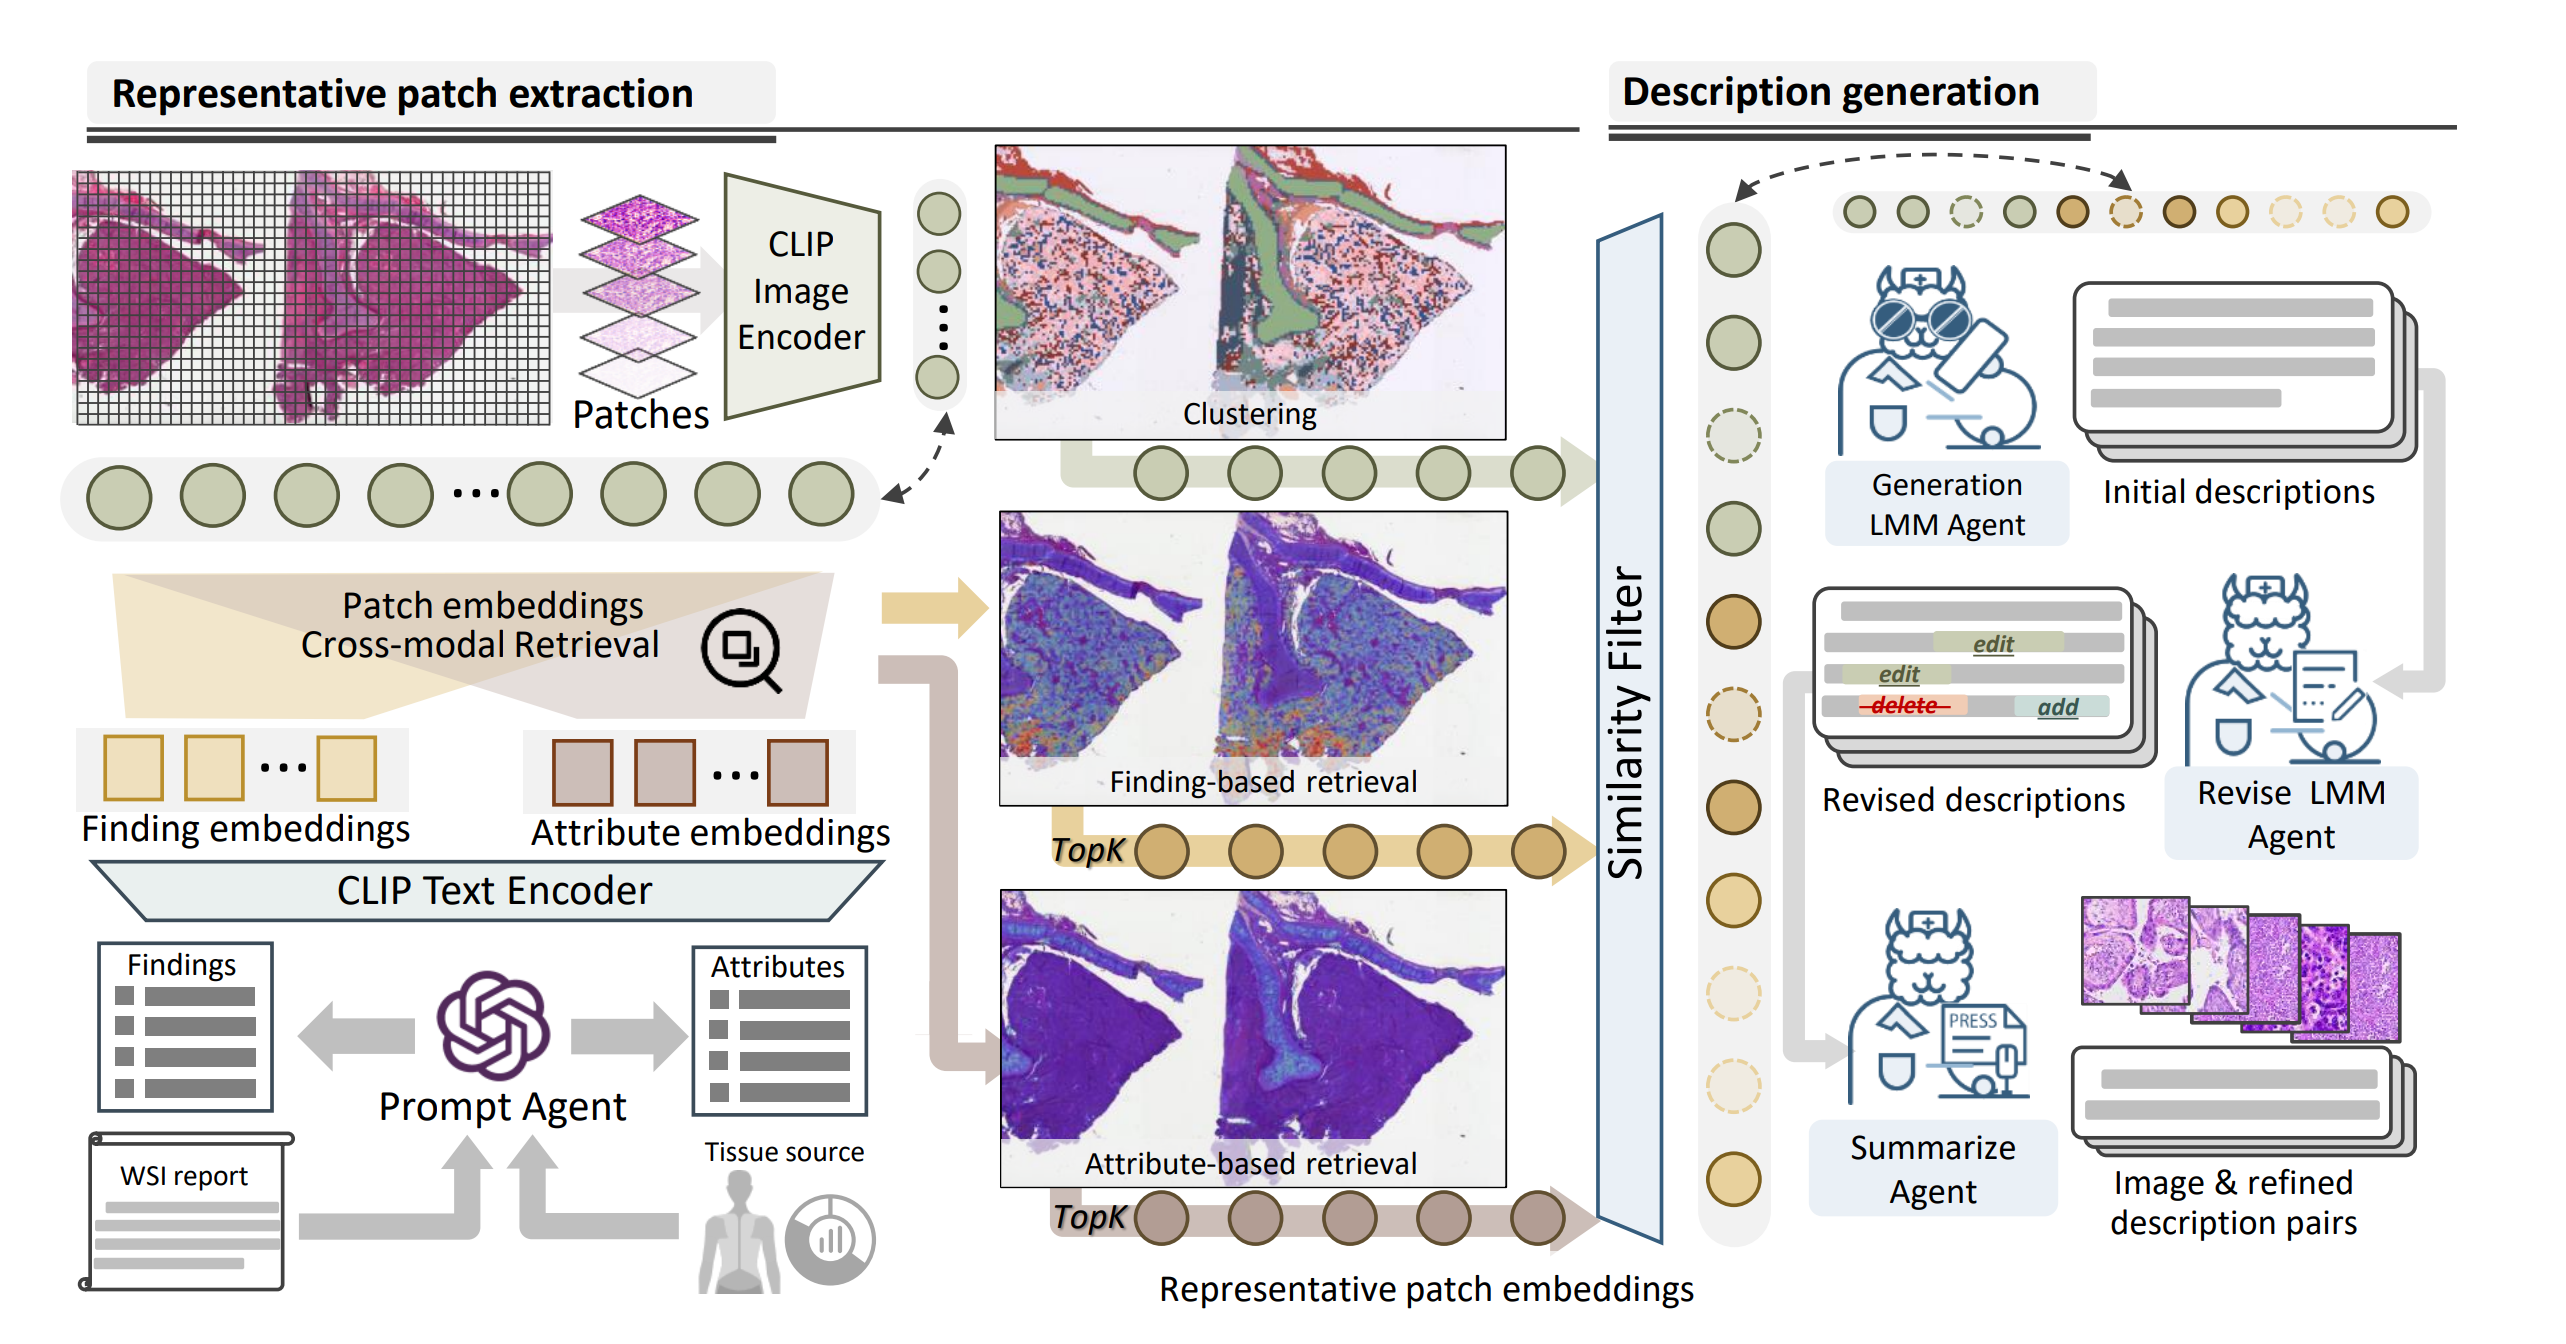 Representative patch extraction
Description generation
CLIP
Image
Encoder
Patches
Clustering
Patch embeddings
Cross-modal Retrieval
Finding embeddings
Attribute embeddings
CLIP Text Encoder
Findings
Attributes
Prompt Agent
WSI report
Tissue source
Finding-based retrieval
TopK
Attribute-based retrieval
TopK
Representative patch embeddings
Similarity Filter
Generation
LMM Agent
Initial descriptions
edit
edit
delete
add
Revised descriptions
Revise LMM
Agent
PRESS
Summarize
Agent
Image & refined
description pairs